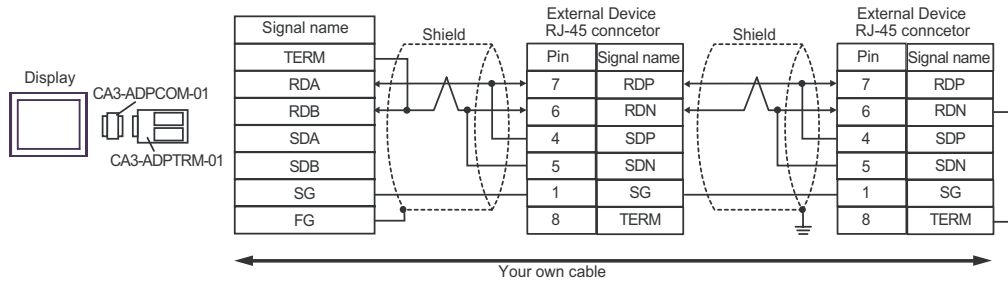 Display
CA3-ADPCOM-01
CA3-ADPTRM-01
Signal name
TERM
RDA
RDB
SDA
SDB
SG
FG
Shield
External Device
RJ-45 conncetor
Pin Signal name
7 RDP
6 RDN
4 SDP
5 SDN
1 SG
8 TERM
Shield
External Device
RJ-45 conncetor
Pin Signal name
7 RDP
6 RDN
4 SDP
5 SDN
1 SG
8 TERM
Your own cable